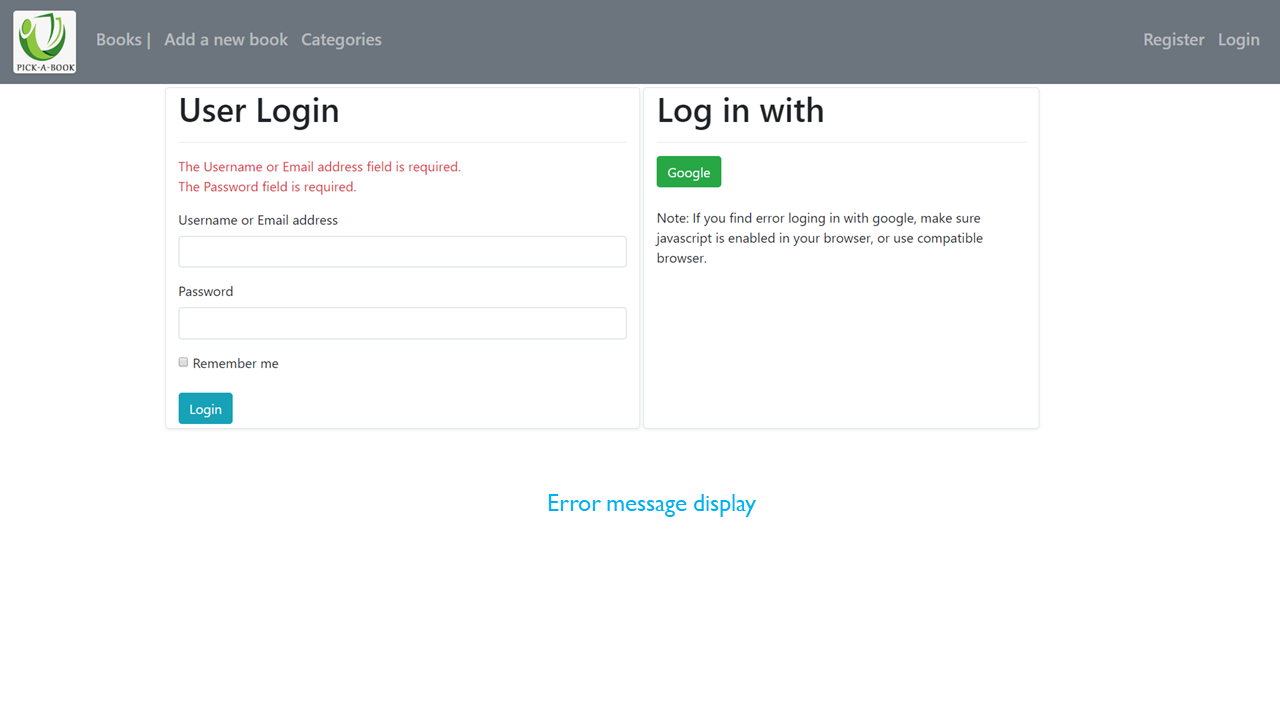 PICK-A-BOOK
Books | Add a new book Categories
Register Login
User Login
The Username or Email address field is required.
The Password field is required.
Username or Email address
Password
Remember me
Login
Log in with
Google
Note: If you find error loging in with google, make sure
javascript is enabled in your browser, or use compatible
browser.
Error message display